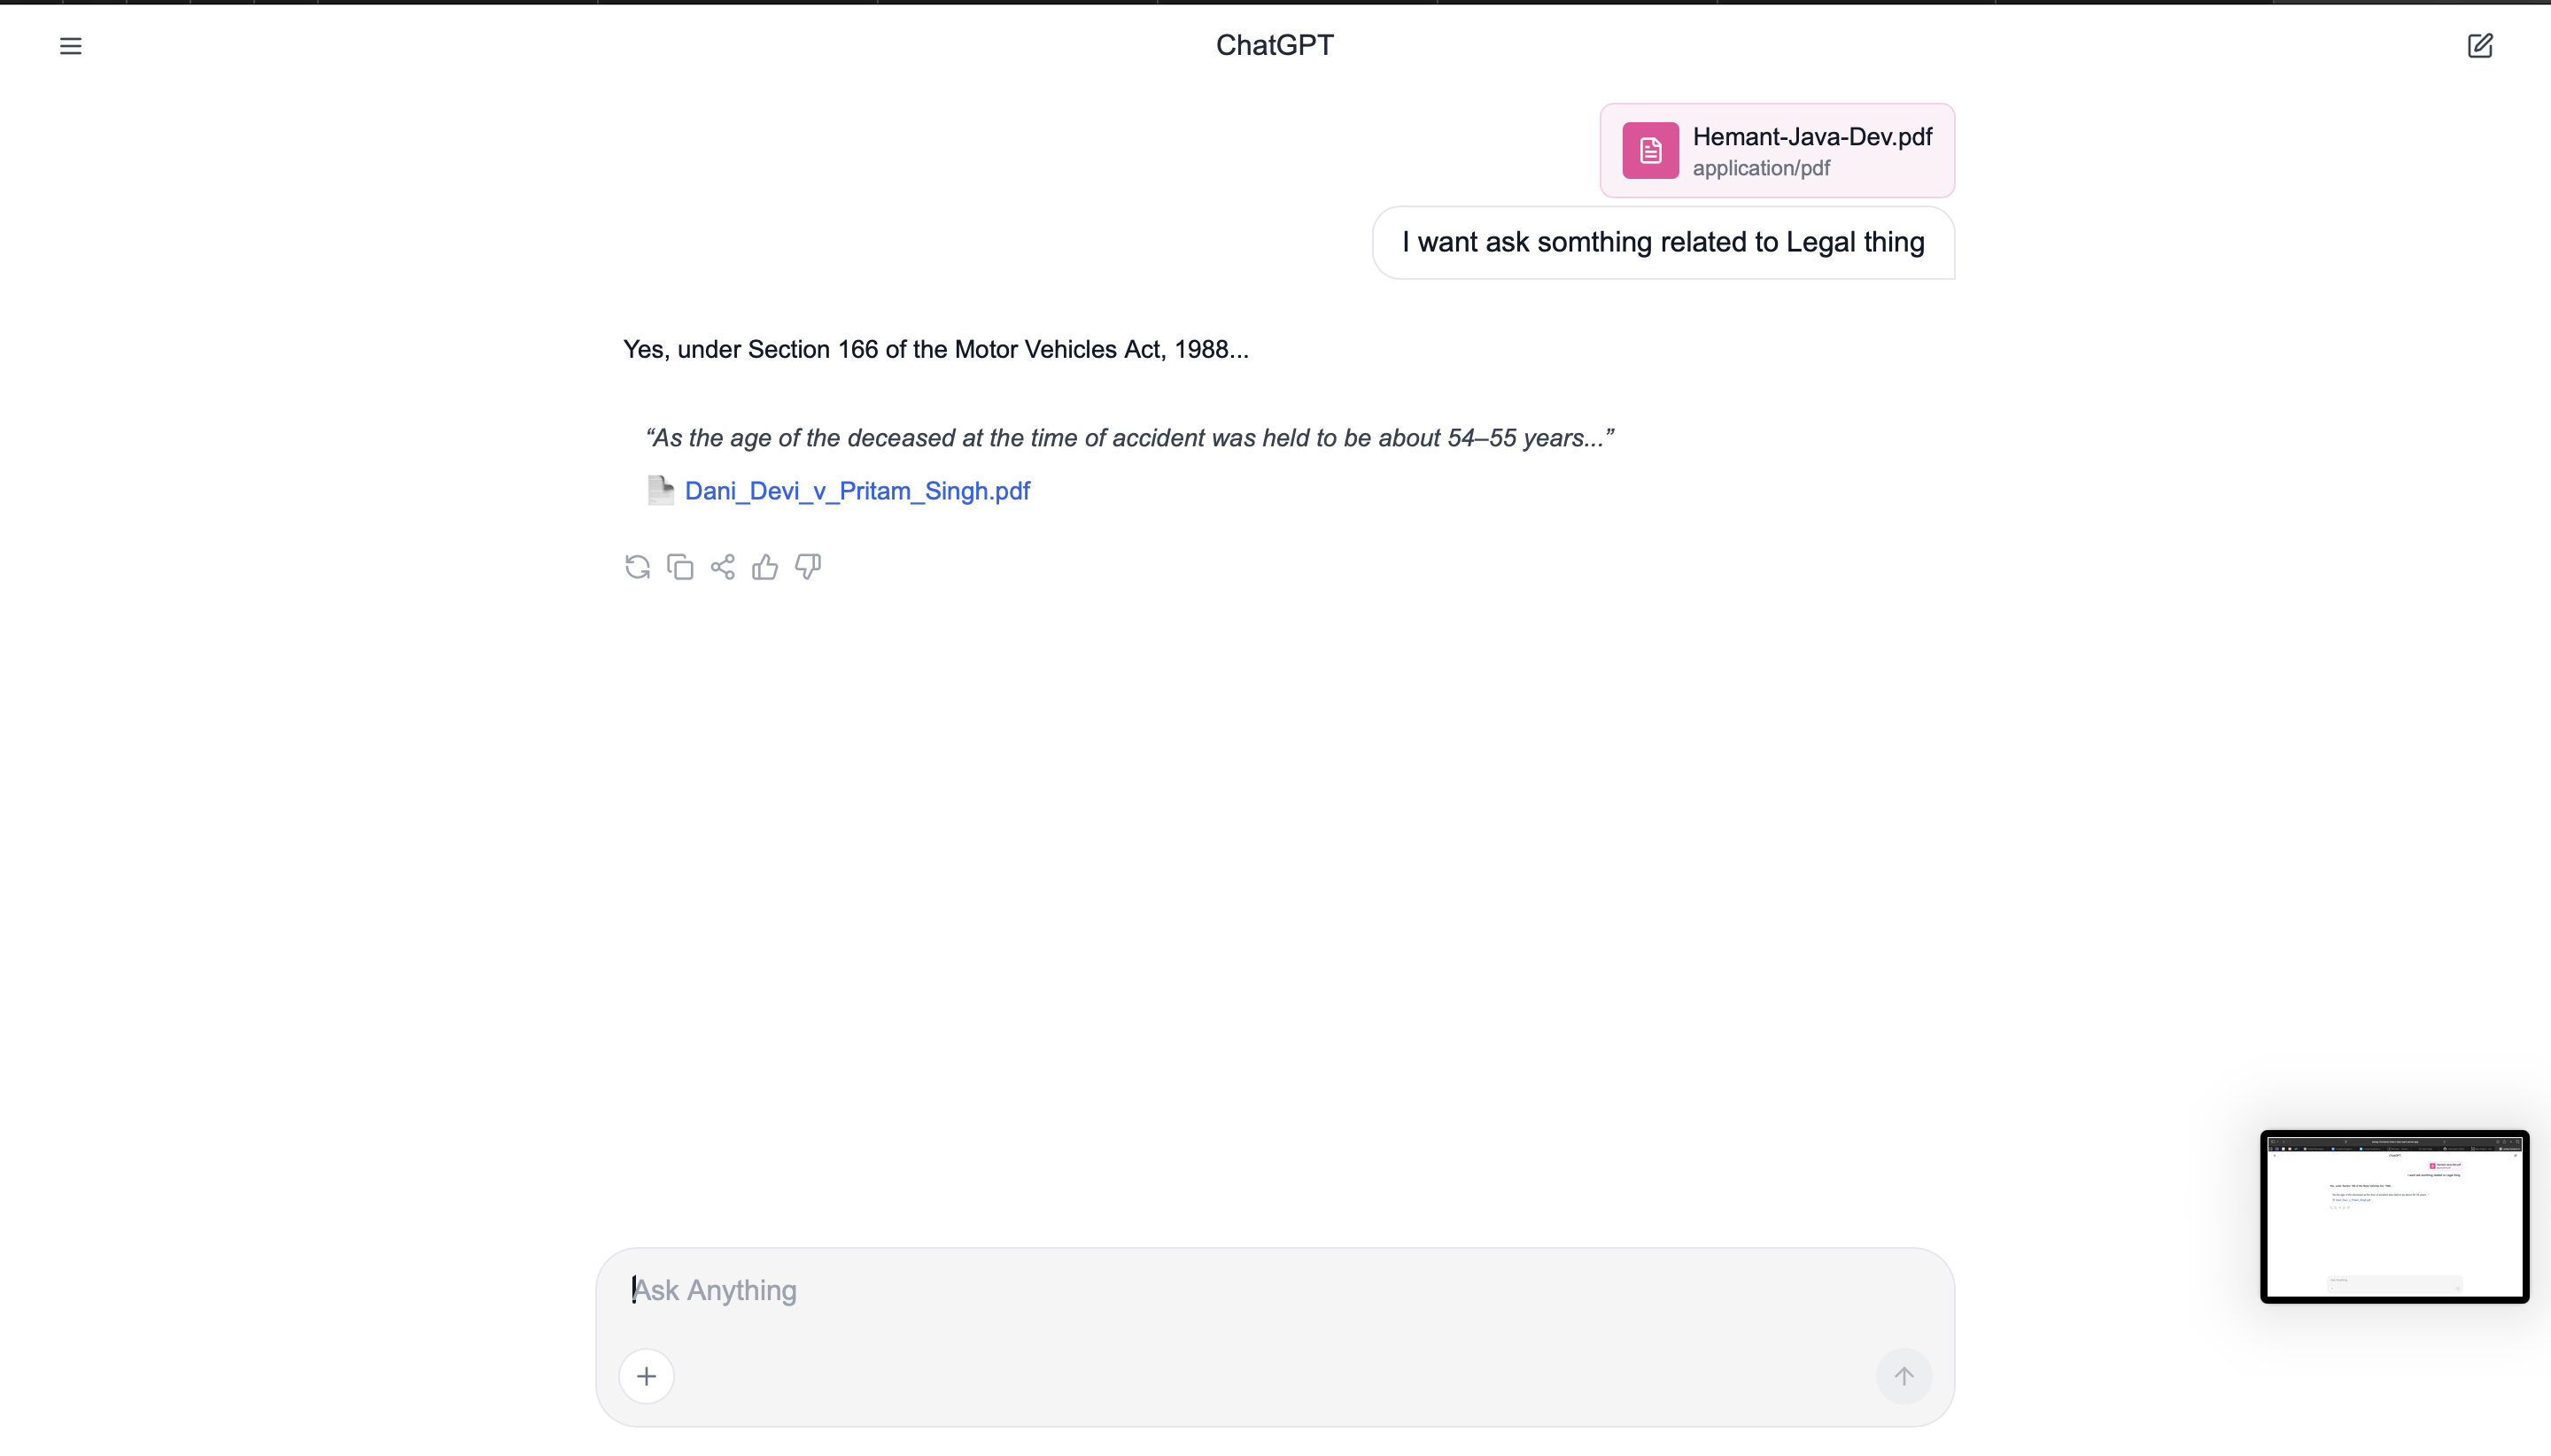 ChatGPT
Hemant-Java-Dev.pdf
application/pdf
I want ask somthing related to Legal thing
Yes, under Section 166 of the Motor Vehicles Act, 1988...
“As the age of the deceased at the time of accident was held to be about 54–55 years...”
Dani_Devi_v_Pritam_Singh.pdf
Ask Anything